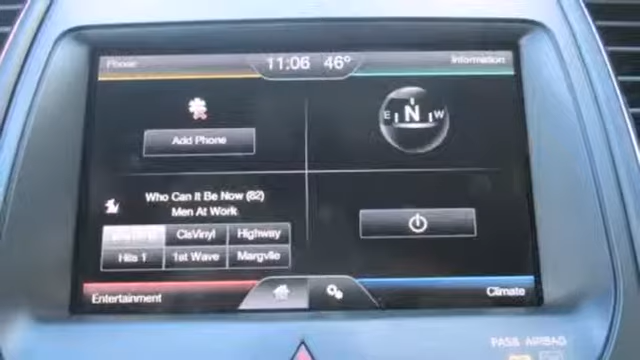 Phone 11:06 46° Information
E N W
Add Phone
Who Can It Be Now (82)
Men At Work
ClsVinyl Highway
Hits 1 1st Wave Margvlle
Entertainment Climate
PASS AIRBAG